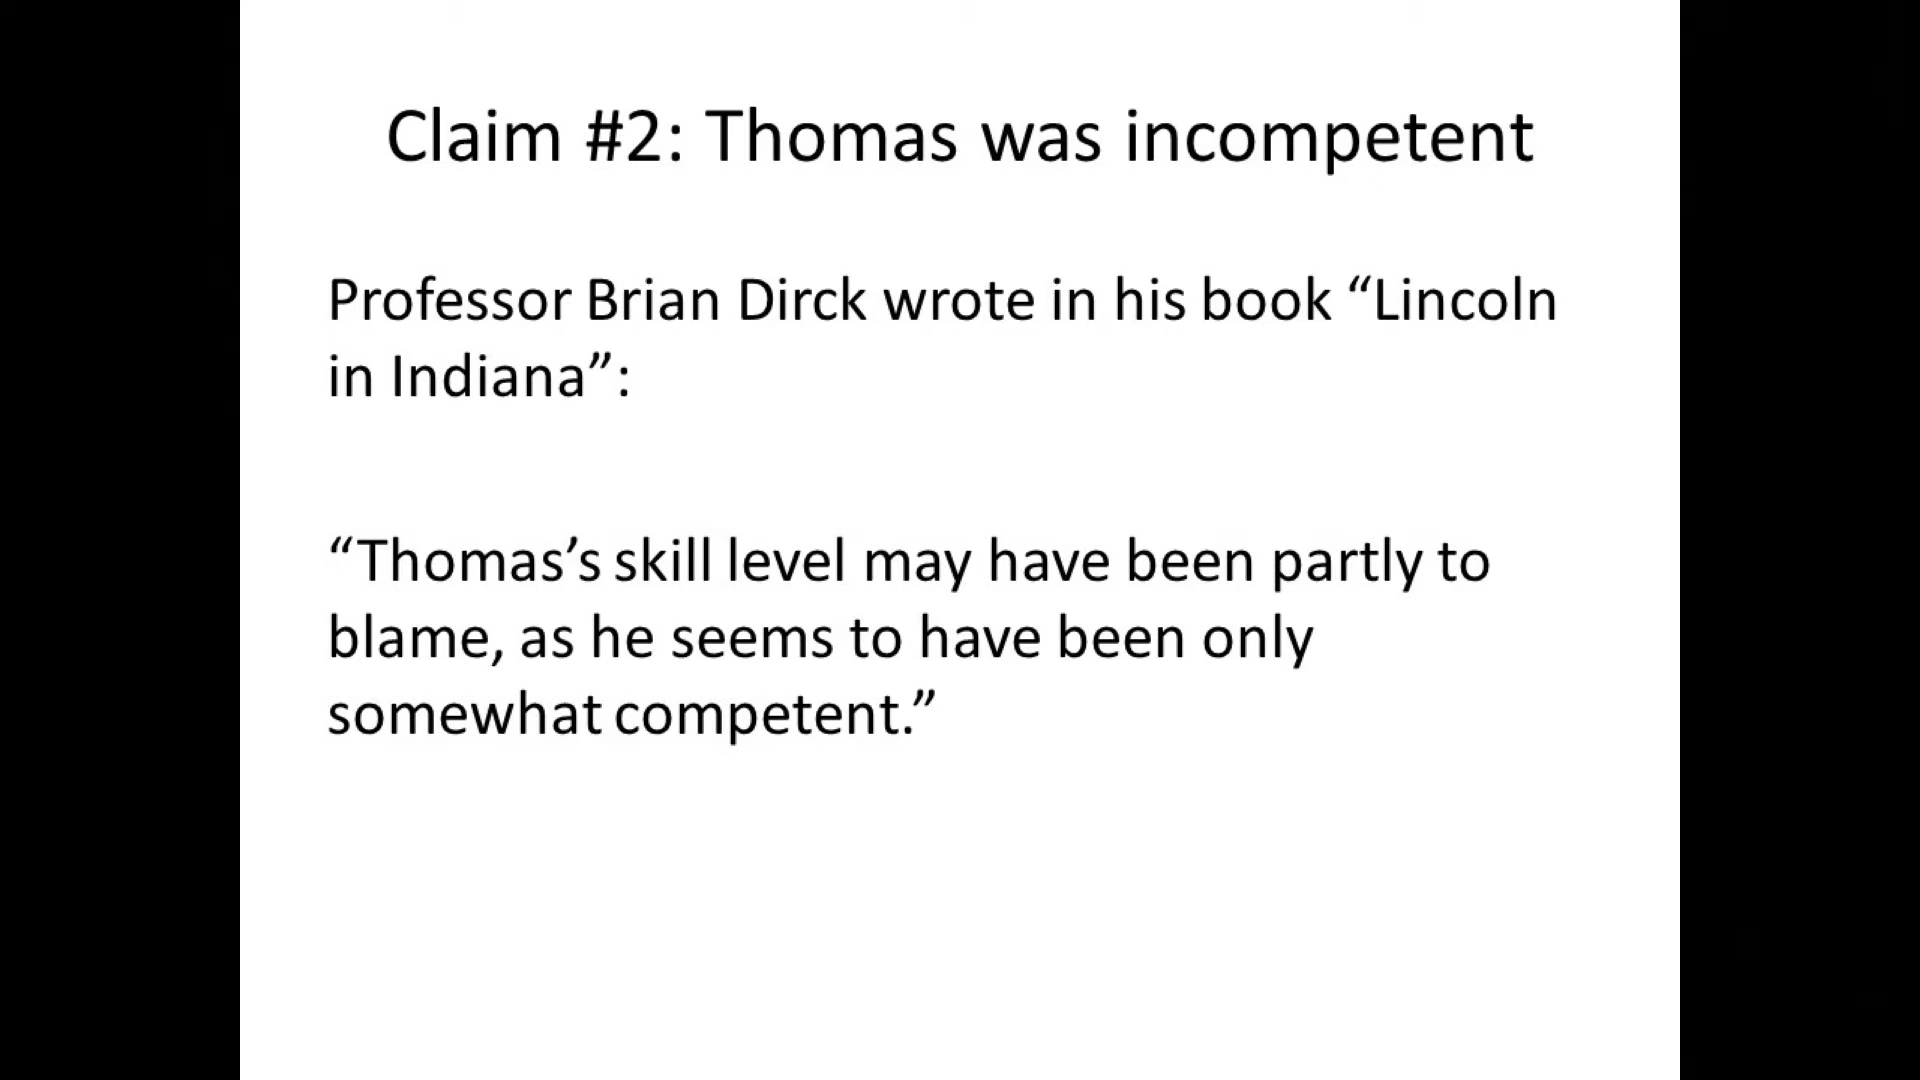 Claim #2: Thomas was incompetent
Professor Brian Dirck wrote in his book “Lincoln
in Indiana”:
“Thomas’s skill level may have been partly to
blame, as he seems to have been only
somewhat competent.”